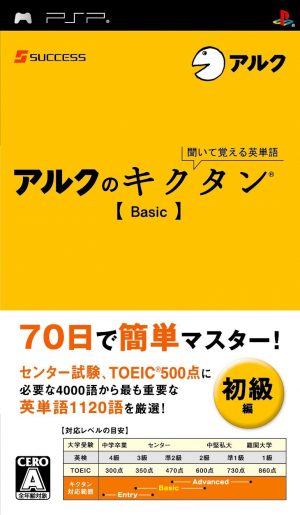 PSP
SUCCESS
アルク
聞いて覚える英単語
アルクのキクタン®
【 Basic 】
70日で簡単マスター!
センター試験、TOEIC®500点に
必要な4000語から最も重要な
英単語1120語を厳選!
初級
編
【対応レベルの目安】
大学受験 中学卒業 センター 中堅私大 難関大学
英検 4級 3級 準2級 2級 準1級 1級
TOEIC 300点 350点 470点 600点 730点 860点
キクタン
対応範囲
Advanced
Basic
Entry
CERO
A
全年齢対象